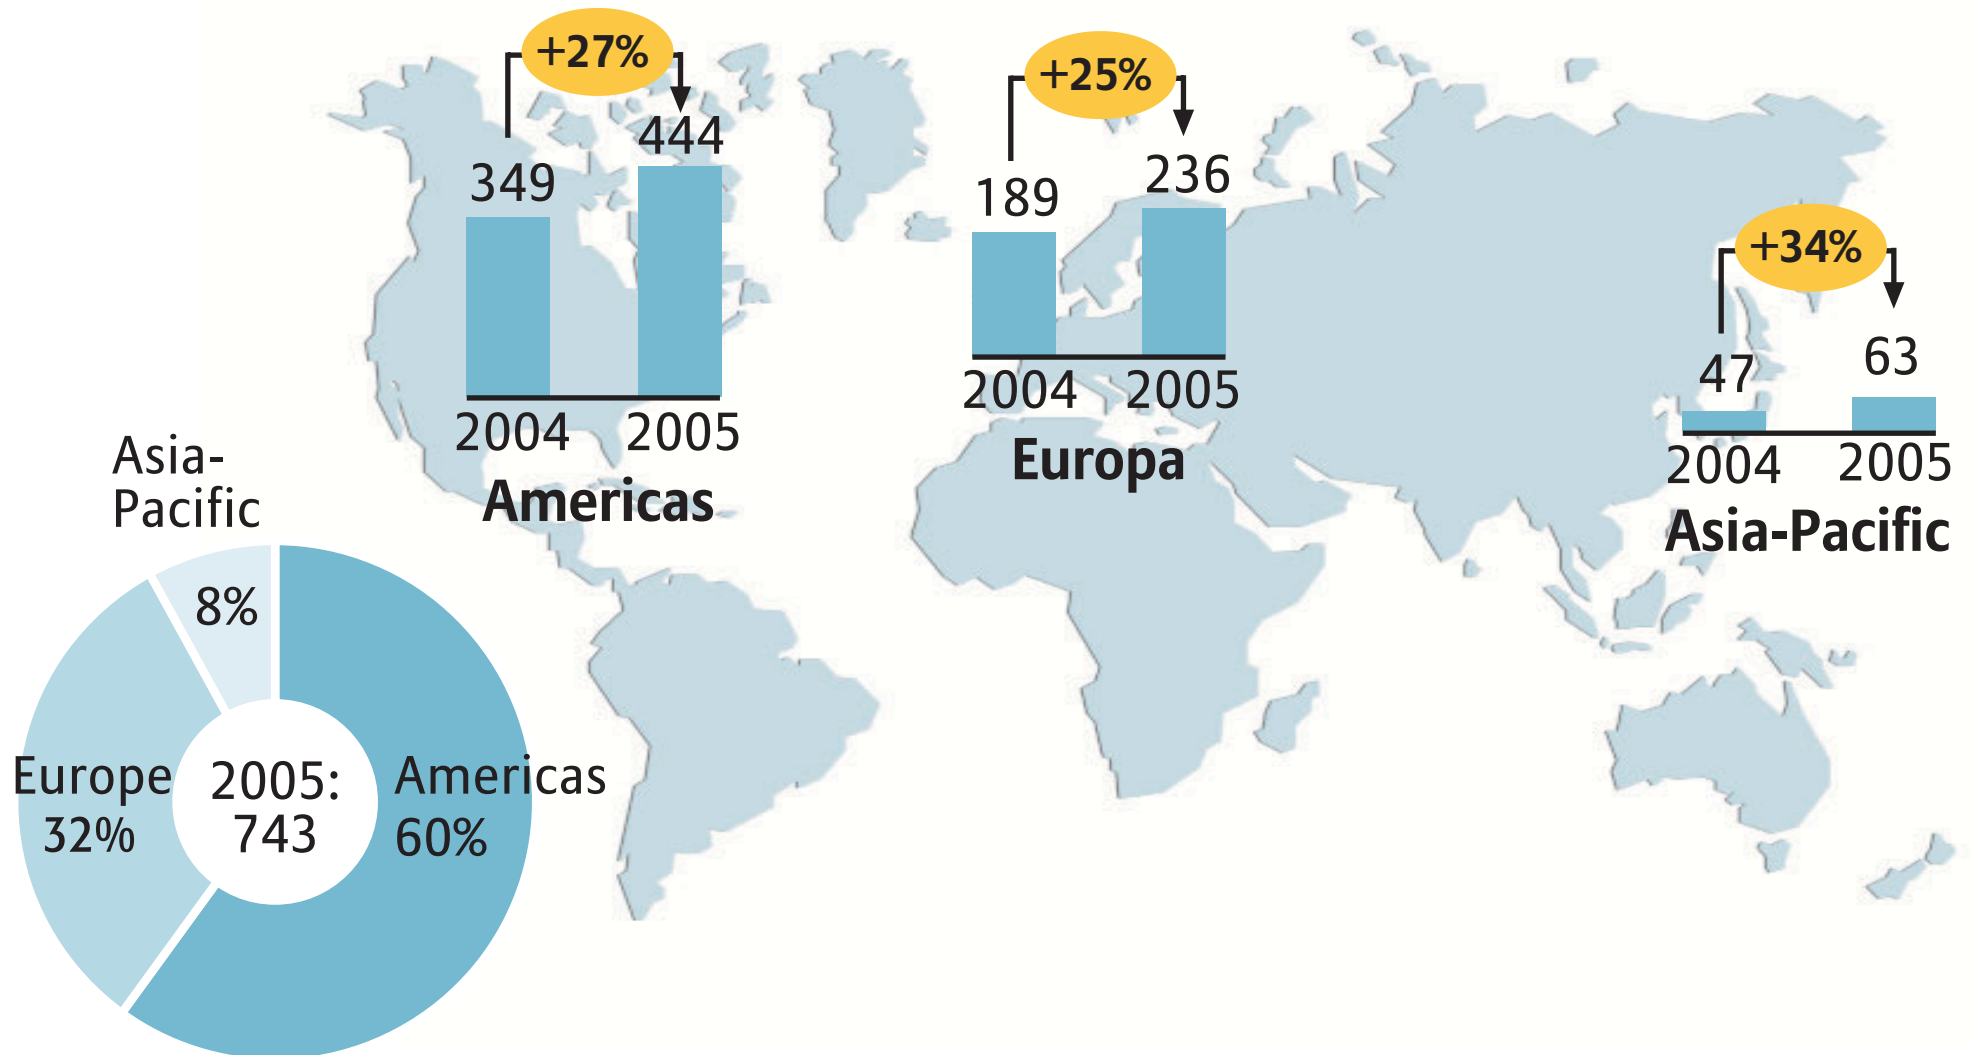 +27%
349
444
2004 2005
Americas
+25%
189
236
2004 2005
Europa
+34%
47
63
2004 2005
Asia-Pacific
Asia-
Pacific
8%
Europe
32%
2005:
743
Americas
60%